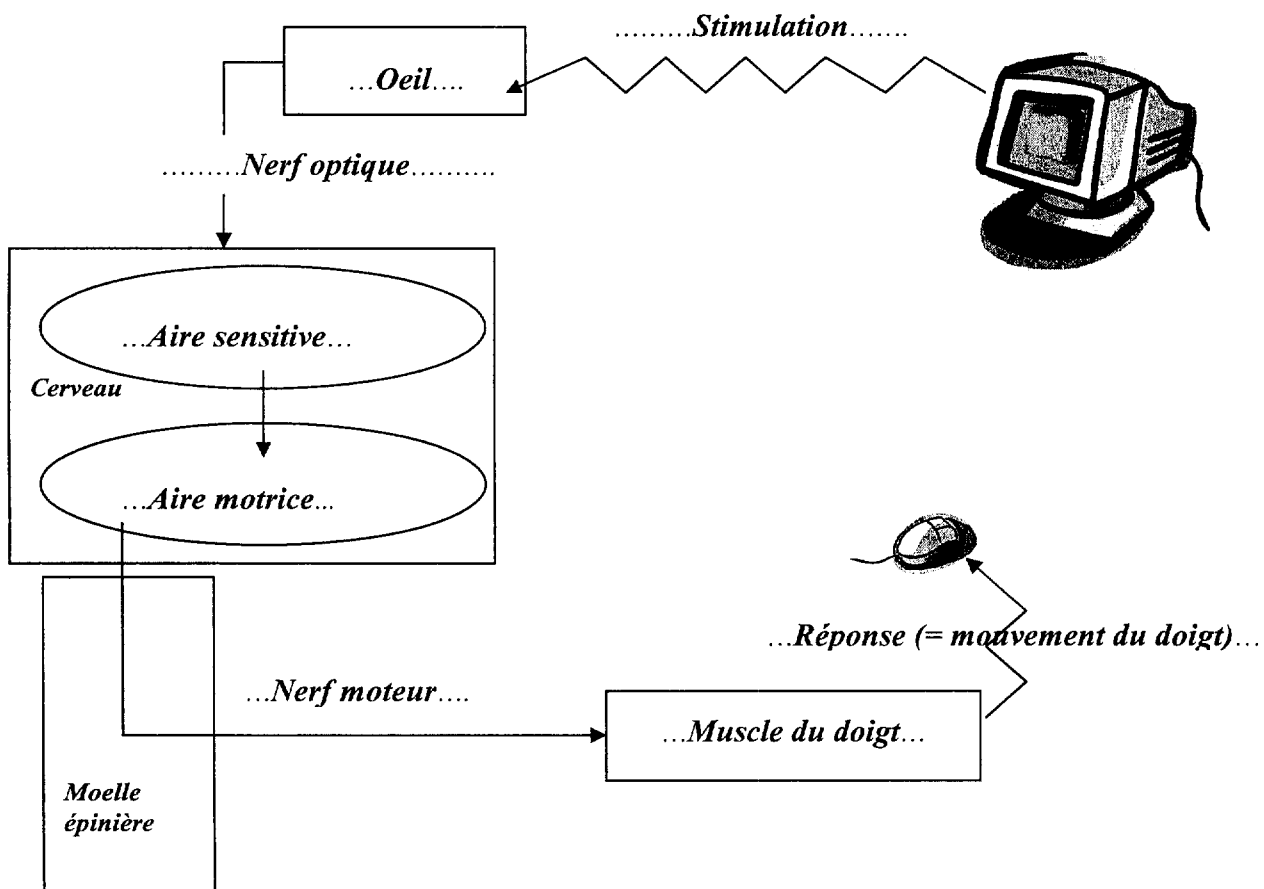 ………Stimulation…….
…Oeil….
………Nerf optique……….
…Aire sensitive…
Cerveau
…Aire motrice...
…Réponse (= mouvement du doigt)…
…Nerf moteur….
…Muscle du doigt…
Moelle
épinière